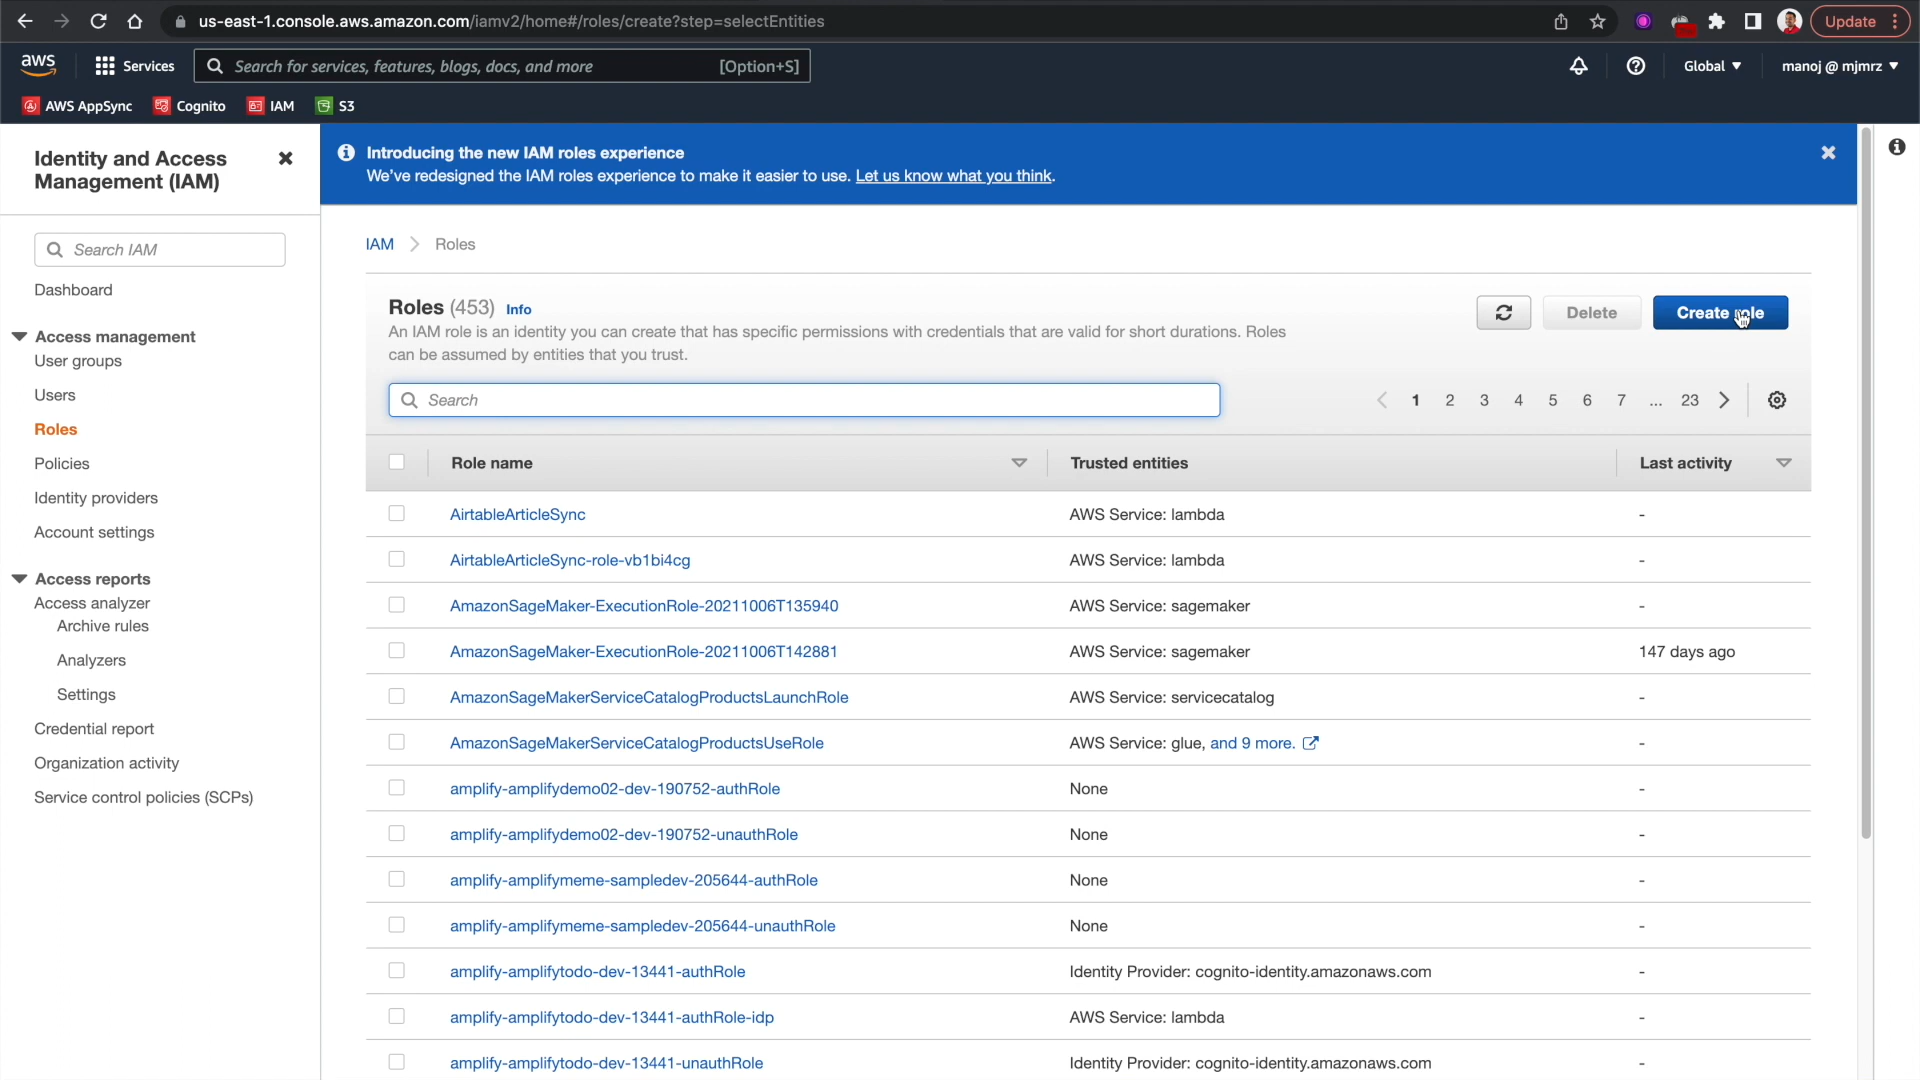 us-east-1.console.aws.amazon.com/iamv2/home#/roles/create?step=selectEntities
Update
aws
Services
Search for services, features, blogs, docs, and more [Option+S]
Global
manoj @ mjmrz
AWS AppSync
Cognito
IAM
S3
Identity and Access
Management (IAM)
Search IAM
Dashboard
Access management
User groups
Users
Roles
Policies
Identity providers
Account settings
Access reports
Access analyzer
Archive rules
Analyzers
Settings
Credential report
Organization activity
Service control policies (SCPs)
Introducing the new IAM roles experience
We've redesigned the IAM roles experience to make it easier to use. Let us know what you think.
IAM > Roles
Roles (453) Info
An IAM role is an identity you can create that has specific permissions with credentials that are valid for short durations. Roles
can be assumed by entities that you trust.
Delete
Create role
Search
1 2 3 4 5 6 7 ... 23
Role name Trusted entities Last activity
AirtableArticleSync AWS Service: lambda -
AirtableArticleSync-role-vb1bi4cg AWS Service: lambda -
AmazonSageMaker-ExecutionRole-20211006T135940 AWS Service: sagemaker -
AmazonSageMaker-ExecutionRole-20211006T142881 AWS Service: sagemaker 147 days ago
AmazonSageMakerServiceCatalogProductsLaunchRole AWS Service: servicecatalog -
AmazonSageMakerServiceCatalogProductsUseRole AWS Service: glue, and 9 more. -
amplify-amplifydemo02-dev-190752-authRole None -
amplify-amplifydemo02-dev-190752-unauthRole None -
amplify-amplifymeme-sampledev-205644-authRole None -
amplify-amplifymeme-sampledev-205644-unauthRole None -
amplify-amplifytodo-dev-13441-authRole Identity Provider: cognito-identity.amazonaws.com -
amplify-amplifytodo-dev-13441-authRole-idp AWS Service: lambda -
amplify-amplifytodo-dev-13441-unauthRole Identity Provider: cognito-identity.amazonaws.com -